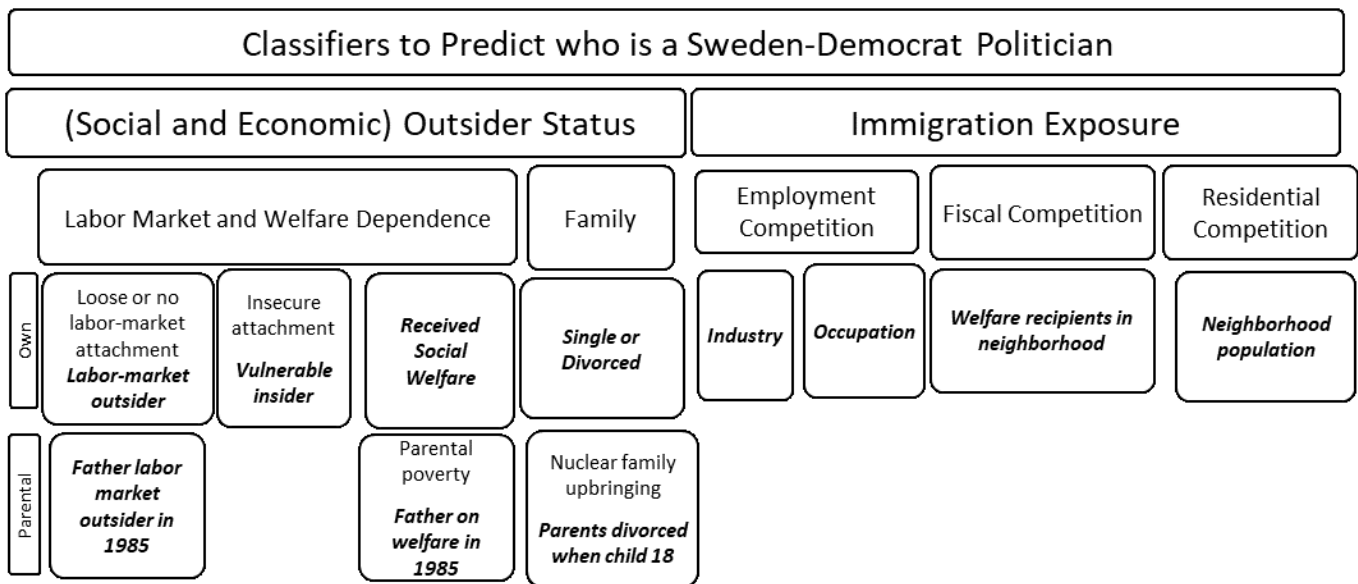 Classifiers to Predict who is a Sweden-Democrat Politician
(Social and Economic) Outsider Status
Immigration Exposure
Labor Market and Welfare Dependence
Family
Employment
Competition
Fiscal Competition
Residential
Competition
Own
Loose or no
labor-market
attachment
Labor-market
outsider
Insecure
attachment
Vulnerable
insider
Received
Social
Welfare
Single or
Divorced
Industry
Occupation
Welfare recipients in
neighborhood
Neighborhood
population
Parental
Father labor
market
outsider in
1985
Parental
poverty
Father on
welfare in
1985
Nuclear family
upbringing
Parents divorced
when child 18